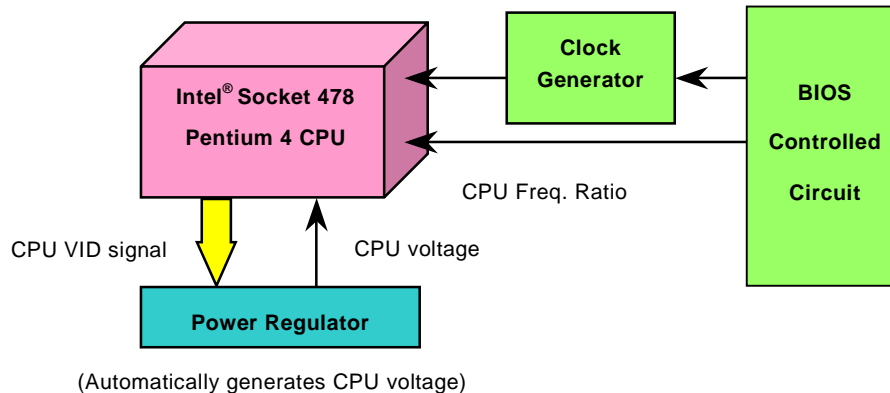 Intel® Socket 478
Pentium 4 CPU
Clock
Generator
BIOS
Controlled
Circuit
CPU Freq. Ratio
CPU VID signal
CPU voltage
Power Regulator
(Automatically generates CPU voltage)